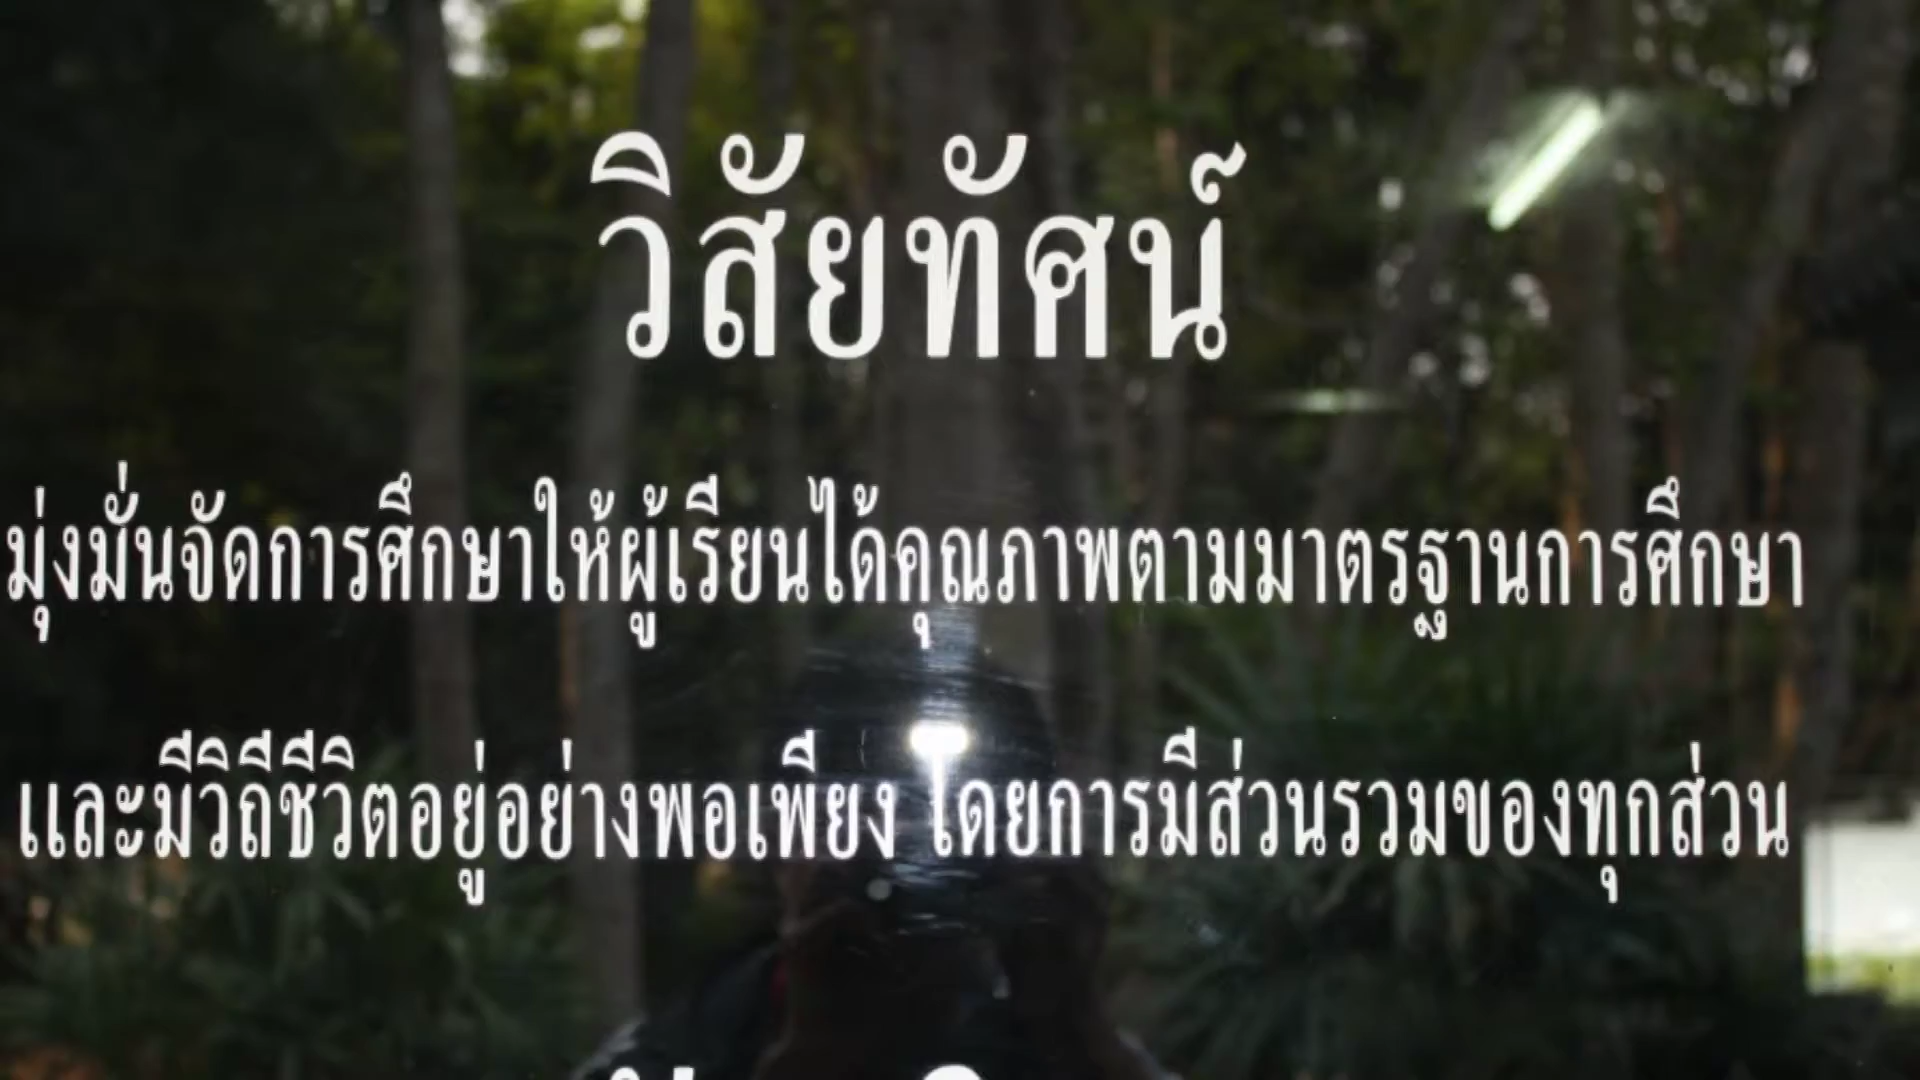 วิสัยทัศน์
มุ่งมั่นจัดการศึกษาให้ผู้เรียนได้คุณภาพตามมาตรฐานการศึกษา
และมีวิถีชีวิตอยู่อย่างพอเพียง โดยการมีส่วนรวมของทุกส่วน